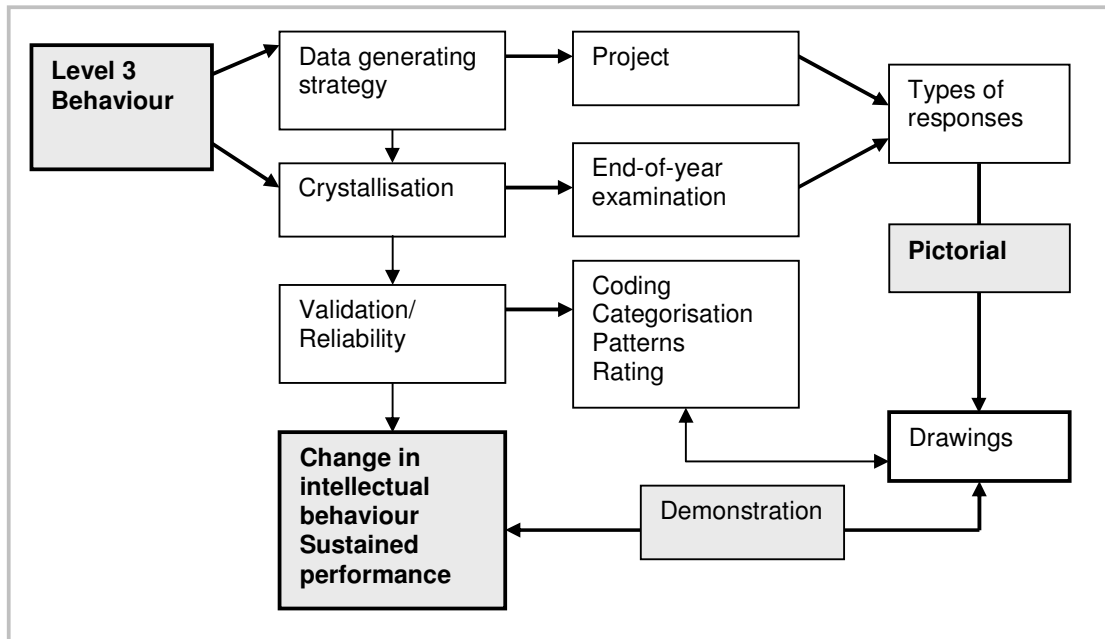 Level 3
Behaviour
Data generating
strategy
Project
Types of
responses
Crystallisation
End-of-year
examination
Pictorial
Validation/
Reliability
Coding
Categorisation
Patterns
Rating
Drawings
Change in
intellectual
behaviour
Sustained
performance
Demonstration